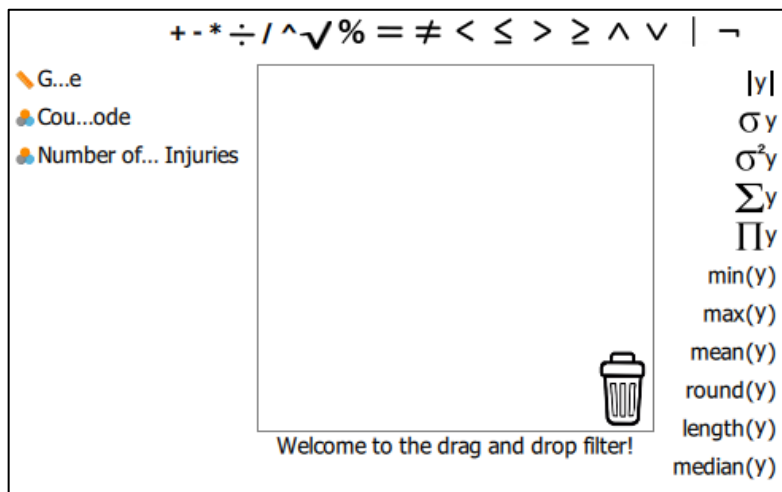 + - * ÷ / ^ √ % = ≠ < ≤ > ≥ ∧ ∨ | ¬
G...e
Cou...ode
Number of... Injuries
|y|
σy
σ²y
Σy
∏y
min(y)
max(y)
mean(y)
round(y)
length(y)
median(y)
Welcome to the drag and drop filter!